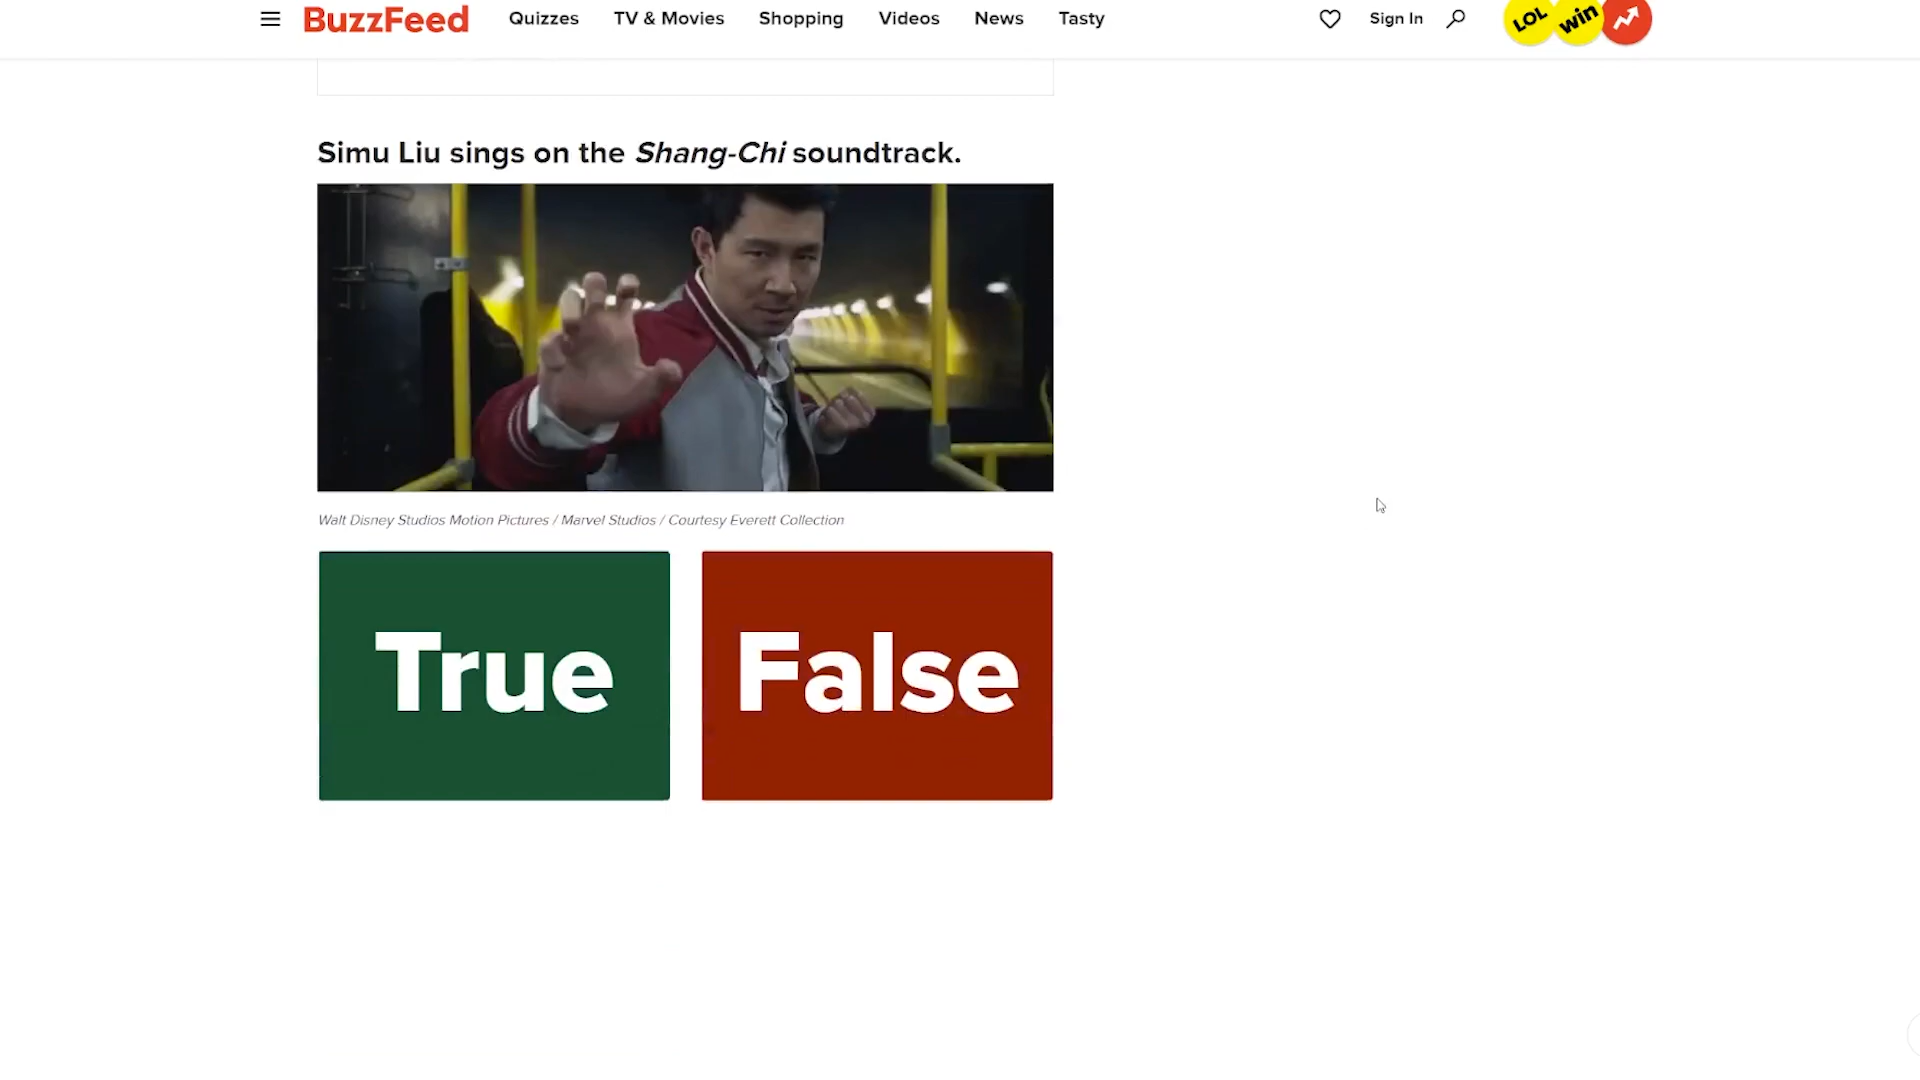 BuzzFeed Quizzes TV & Movies Shopping Videos News Tasty Sign In LOL win
Simu Liu sings on the Shang-Chi soundtrack.
Walt Disney Studios Motion Pictures / Marvel Studios / Courtesy Everett Collection
True False